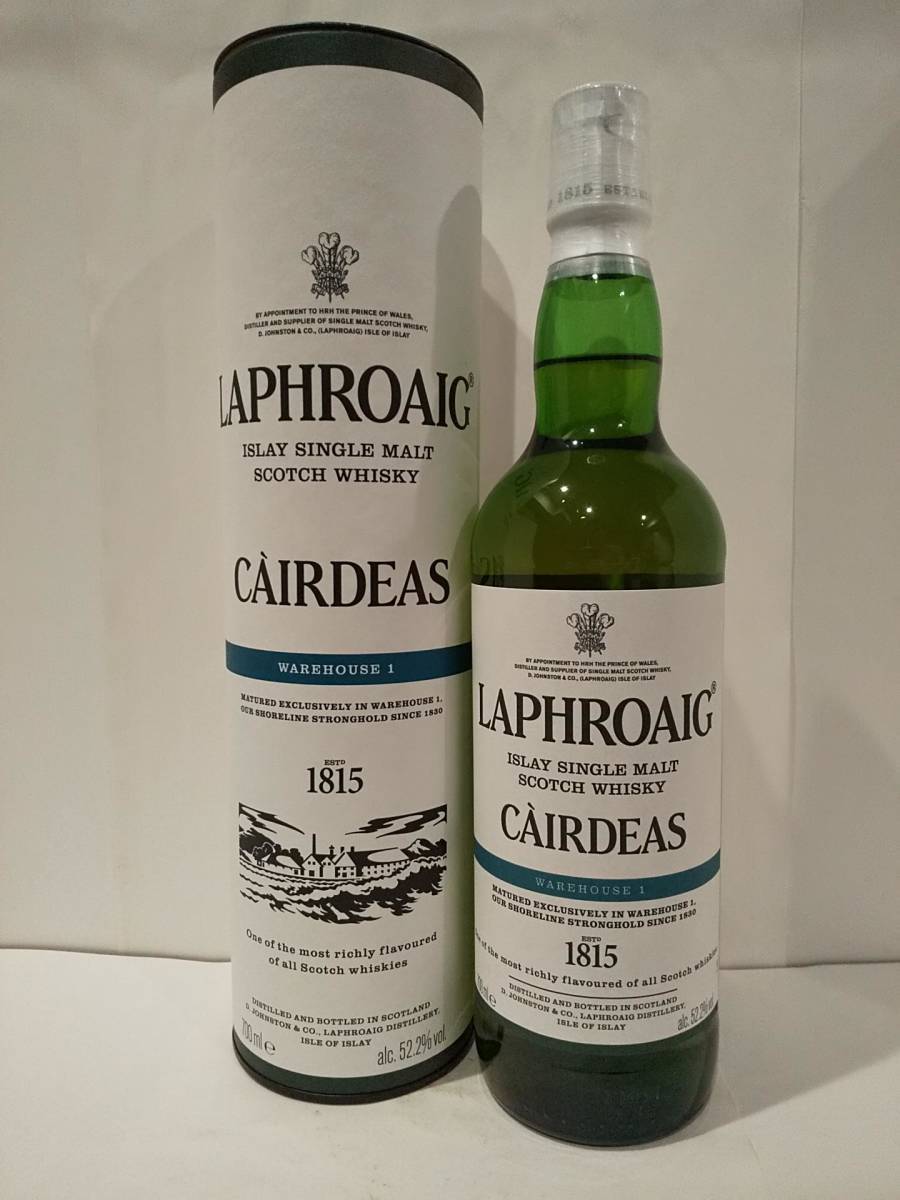 BY APPOINTMENT TO HRH THE PRINCE OF WALES,
DISTILLER AND SUPPLIER OF SINGLE MALT SCOTCH WHISKY,
D. JOHNSTON & CO., (LAPHROAIG) ISLE OF ISLAY
LAPHROAIG®
ISLAY SINGLE MALT
SCOTCH WHISKY
CÀIRDEAS
WAREHOUSE 1
MATURED EXCLUSIVELY IN WAREHOUSE 1,
OUR SHORELINE STRONGHOLD SINCE 1830
ESTD
1815
One of the most richly flavoured
of all Scotch whiskies
DISTILLED AND BOTTLED IN SCOTLAND
D. JOHNSTON & CO., LAPHROAIG DISTILLERY,
ISLE OF ISLAY
700 ml e
alc. 52.2% vol.
1815 ESTD
BY APPOINTMENT TO HRH THE PRINCE OF WALES,
DISTILLER AND SUPPLIER OF SINGLE MALT SCOTCH WHISKY,
D. JOHNSTON & CO., (LAPHROAIG) ISLE OF ISLAY
LAPHROAIG®
ISLAY SINGLE MALT
SCOTCH WHISKY
CÀIRDEAS
WAREHOUSE 1
MATURED EXCLUSIVELY IN WAREHOUSE 1,
OUR SHORELINE STRONGHOLD SINCE 1830
ESTD
1815
One of the most richly flavoured of all Scotch whiskies
DISTILLED AND BOTTLED IN SCOTLAND
D. JOHNSTON & CO., LAPHROAIG DISTILLERY,
ISLE OF ISLAY
700 ml e
alc. 52.2% vol.